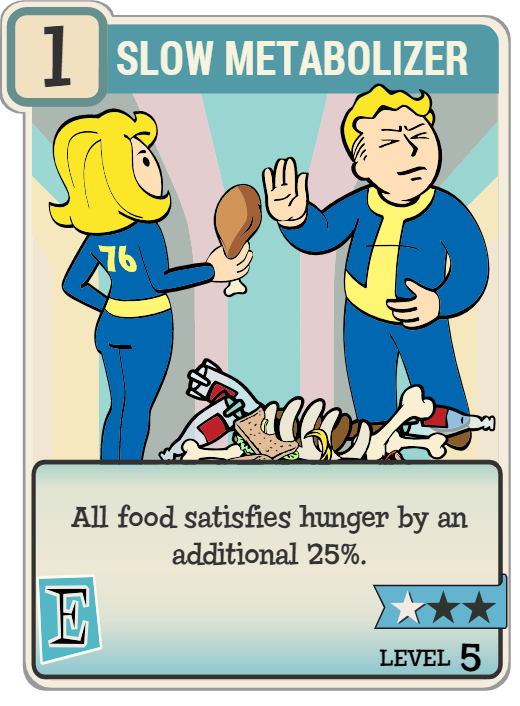 1
SLOW METABOLIZER
76
All food satisfies hunger by an
additional 25%.
E
LEVEL 5